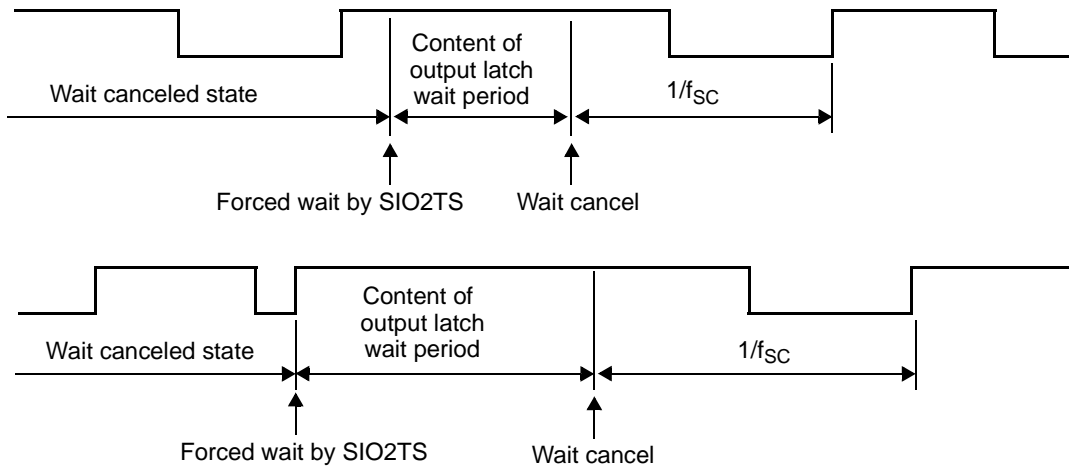 Content of
output latch
wait period
Wait canceled state
1/fSC
Forced wait by SIO2TS
Wait cancel
Content of
output latch
wait period
Wait canceled state
1/fSC
Forced wait by SIO2TS
Wait cancel